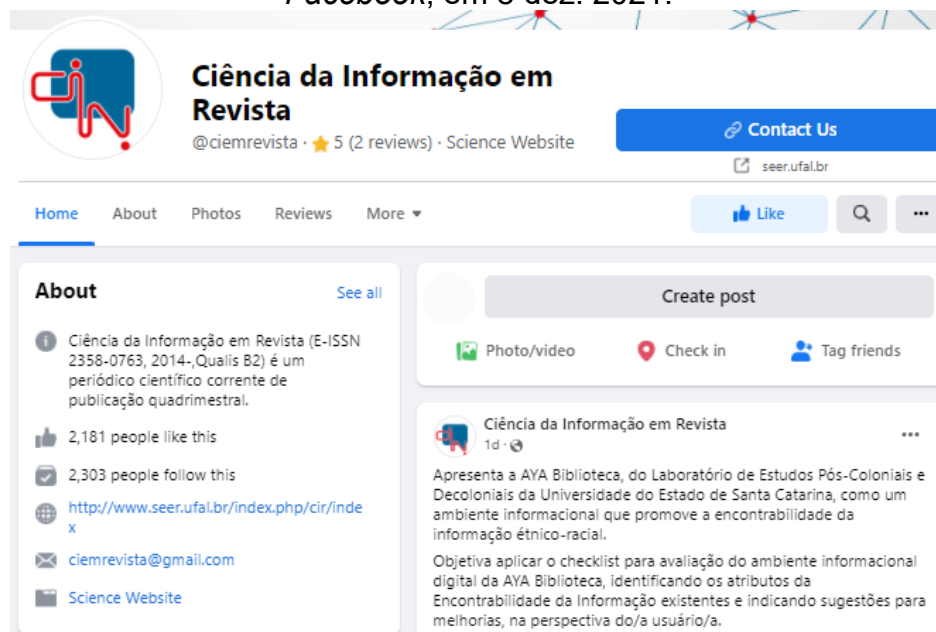 Facebook, em 8 dez. 2021.
Ciência da Informação em
Revista
@ciemrevista · 5 (2 reviews) · Science Website
Contact Us
seer.ufal.br
Home About Photos Reviews More
Like
About See all
Ciência da Informação em Revista (E-ISSN
2358-0763, 2014-,Qualis B2) é um
periódico científico corrente de
publicação quadrimestral.
2,181 people like this
2,303 people follow this
http://www.seer.ufal.br/index.php/cir/inde
x
ciemrevista@gmail.com
Science Website
Create post
Photo/video Check in Tag friends
Ciência da Informação em Revista
1d ·
Apresenta a AYA Biblioteca, do Laboratório de Estudos Pós-Coloniais e
Decoloniais da Universidade do Estado de Santa Catarina, como um
ambiente informacional que promove a encontrabilidade da
informação étnico-racial.
Objetiva aplicar o checklist para avaliação do ambiente informacional
digital da AYA Biblioteca, identificando os atributos da
Encontrabilidade da Informação existentes e indicando sugestões para
melhorias, na perspectiva do/a usuário/a.